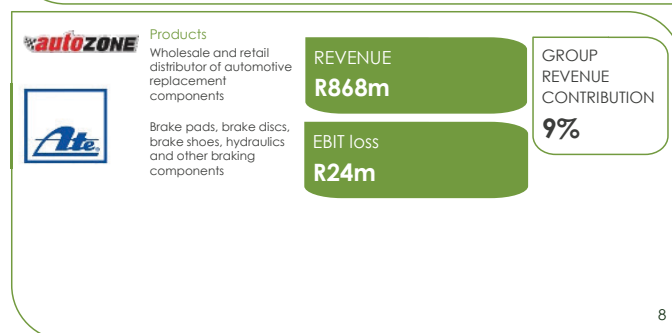 autoZONE
Products
Wholesale and retail
distributor of automotive
replacement
components
Ate
Brake pads, brake discs,
brake shoes, hydraulics
and other braking
components
REVENUE
R868m
EBIT loss
R24m
GROUP
REVENUE
CONTRIBUTION
9%
8